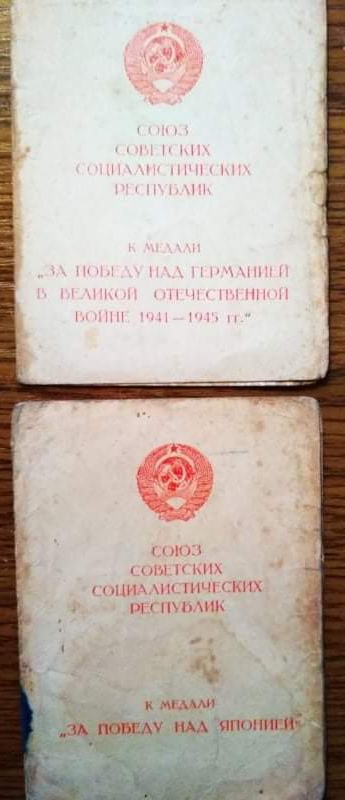 СОЮЗ
СОВЕТСКИХ
СОЦИАЛИСТИЧЕСКИХ
РЕСПУБЛИК
К МЕДАЛИ
„ЗА ПОБЕДУ НАД ГЕРМАНИЕЙ
В ВЕЛИКОЙ ОТЕЧЕСТВЕННОЙ
ВОЙНЕ 1941—1945 гг.“
СОЮЗ
СОВЕТСКИХ
СОЦИАЛИСТИЧЕСКИХ
РЕСПУБЛИК
К МЕДАЛИ
„ЗА ПОБЕДУ НАД ЯПОНИЕЙ“